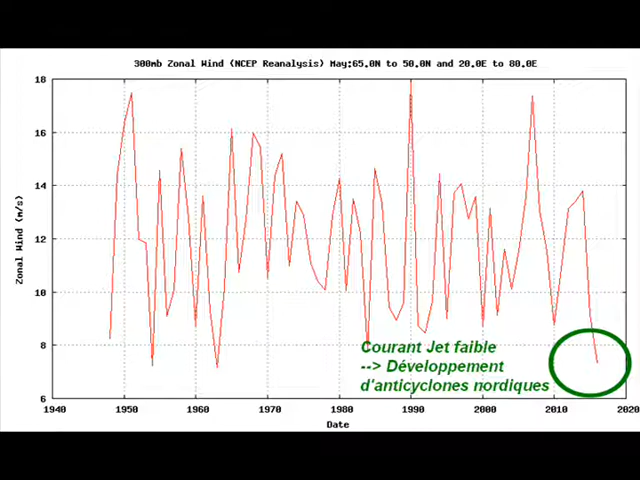 300mb Zonal Wind (NCEP Reanalysis) May:65.0N to 50.0N and 20.0E to 80.0E
18
16
14
12
10
8
6
Zonal Wind (m/s)
Courant Jet faible
--> Développement
d'anticyclones nordiques
1940 1950 1960 1970 1980 1990 2000 2010 2020
Date